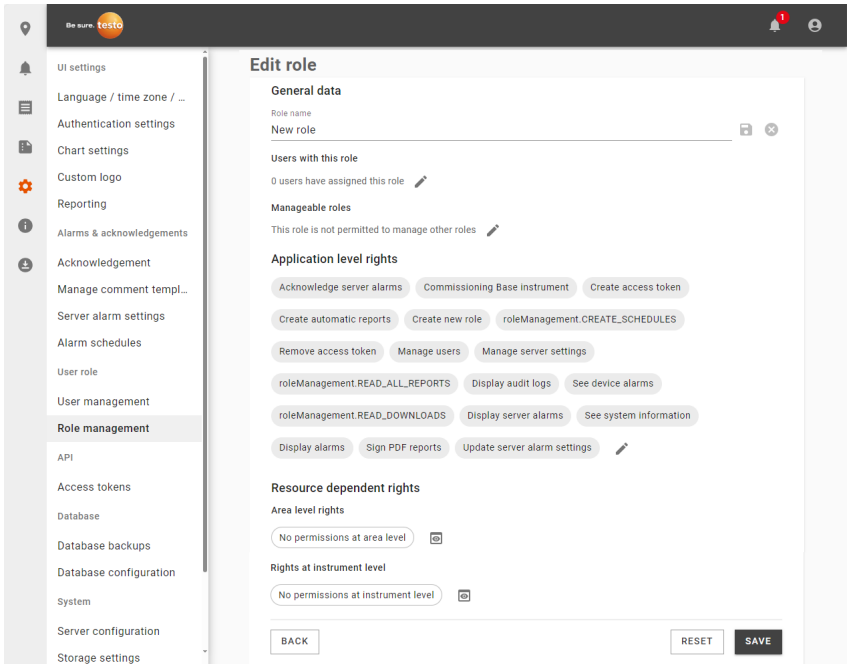 Be sure. testo
1
UI settings
Language / time zone / ...
Authentication settings
Chart settings
Custom logo
Reporting
Alarms & acknowledgements
Acknowledgement
Manage comment templ...
Server alarm settings
Alarm schedules
User role
User management
Role management
API
Access tokens
Database
Database backups
Database configuration
System
Server configuration
Storage settings
Edit role
General data
Role name
New role
Users with this role
0 users have assigned this role
Manageable roles
This role is not permitted to manage other roles
Application level rights
Acknowledge server alarms Commissioning Base instrument Create access token
Create automatic reports Create new role roleManagement.CREATE_SCHEDULES
Remove access token Manage users Manage server settings
roleManagement.READ_ALL_REPORTS Display audit logs See device alarms
roleManagement.READ_DOWNLOADS Display server alarms See system information
Display alarms Sign PDF reports Update server alarm settings
Resource dependent rights
Area level rights
No permissions at area level
Rights at instrument level
No permissions at instrument level
BACK RESET SAVE